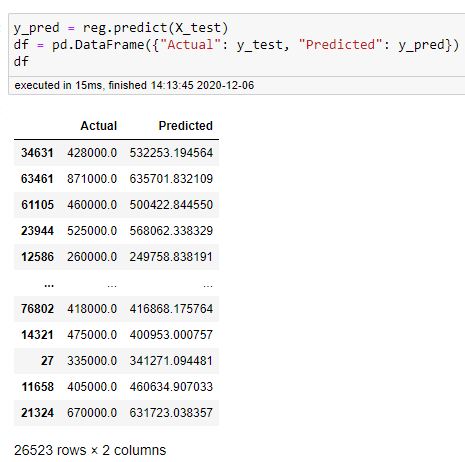 y_pred = reg.predict(X_test)
df = pd.DataFrame({"Actual": y_test, "Predicted": y_pred})
df
executed in 15ms, finished 14:13:45 2020-12-06
Actual Predicted
34631 428000.0 532253.194564
63461 871000.0 635701.832109
61105 460000.0 500422.844550
23944 525000.0 568062.338329
12586 260000.0 249758.838191
... ... ...
76802 418000.0 416868.175764
14321 475000.0 400953.000757
27 335000.0 341271.094481
11658 405000.0 460634.907033
21324 670000.0 631723.038357
26523 rows × 2 columns